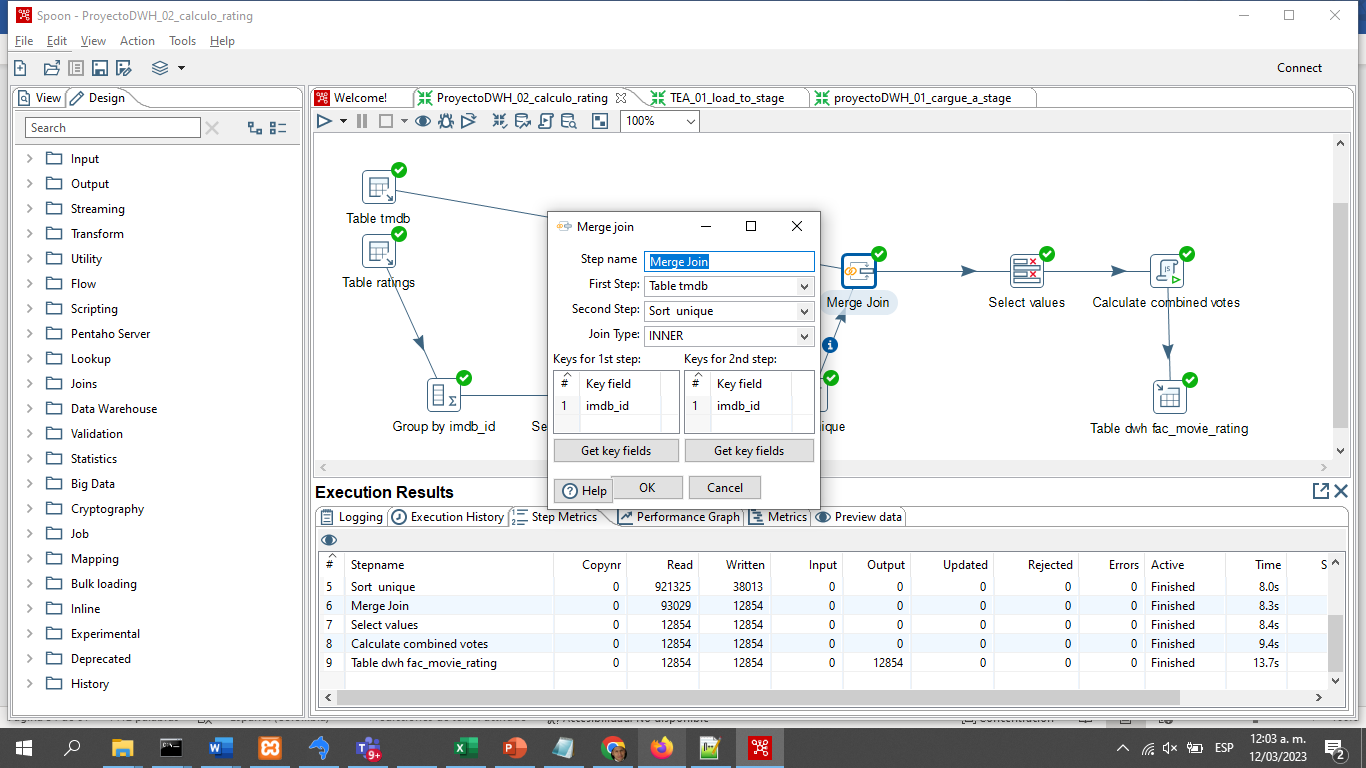 Spoon - ProyectoDWH_02_calculo_rating
File Edit View Action Tools Help
Connect
View Design
Welcome! ProyectoDWH_02_calculo_rating TEA_01_load_to_stage proyectoDWH_01_cargue_a_stage
100%
Search
Input
Output
Streaming
Transform
Utility
Flow
Scripting
Pentaho Server
Lookup
Joins
Data Warehouse
Validation
Statistics
Big Data
Cryptography
Job
Mapping
Bulk loading
Inline
Experimental
Deprecated
History
Table tmdb
Table ratings
Group by imdb_id
Se
ique
Merge Join
Select values
Calculate combined votes
Table dwh fac_movie_rating
Merge join
Step name Merge Join
First Step: Table tmdb
Second Step: Sort unique
Join Type: INNER
Keys for 1st step: Keys for 2nd step:
# Key field # Key field
1 imdb_id 1 imdb_id
Get key fields Get key fields
Help OK Cancel
Execution Results
Logging Execution History Step Metrics Performance Graph Metrics Preview data
# Stepname Copynr Read Written Input Output Updated Rejected Errors Active Time S
5 Sort unique 0 921325 38013 0 0 0 0 0 Finished 8.0s
6 Merge Join 0 93029 12854 0 0 0 0 0 Finished 8.3s
7 Select values 0 12854 12854 0 0 0 0 0 Finished 8.4s
8 Calculate combined votes 0 12854 12854 0 0 0 0 0 Finished 9.4s
9 Table dwh fac_movie_rating 0 12854 12854 0 12854 0 0 0 Finished 13.7s
9+
ESP
12:03 a. m.
12/03/2023
2